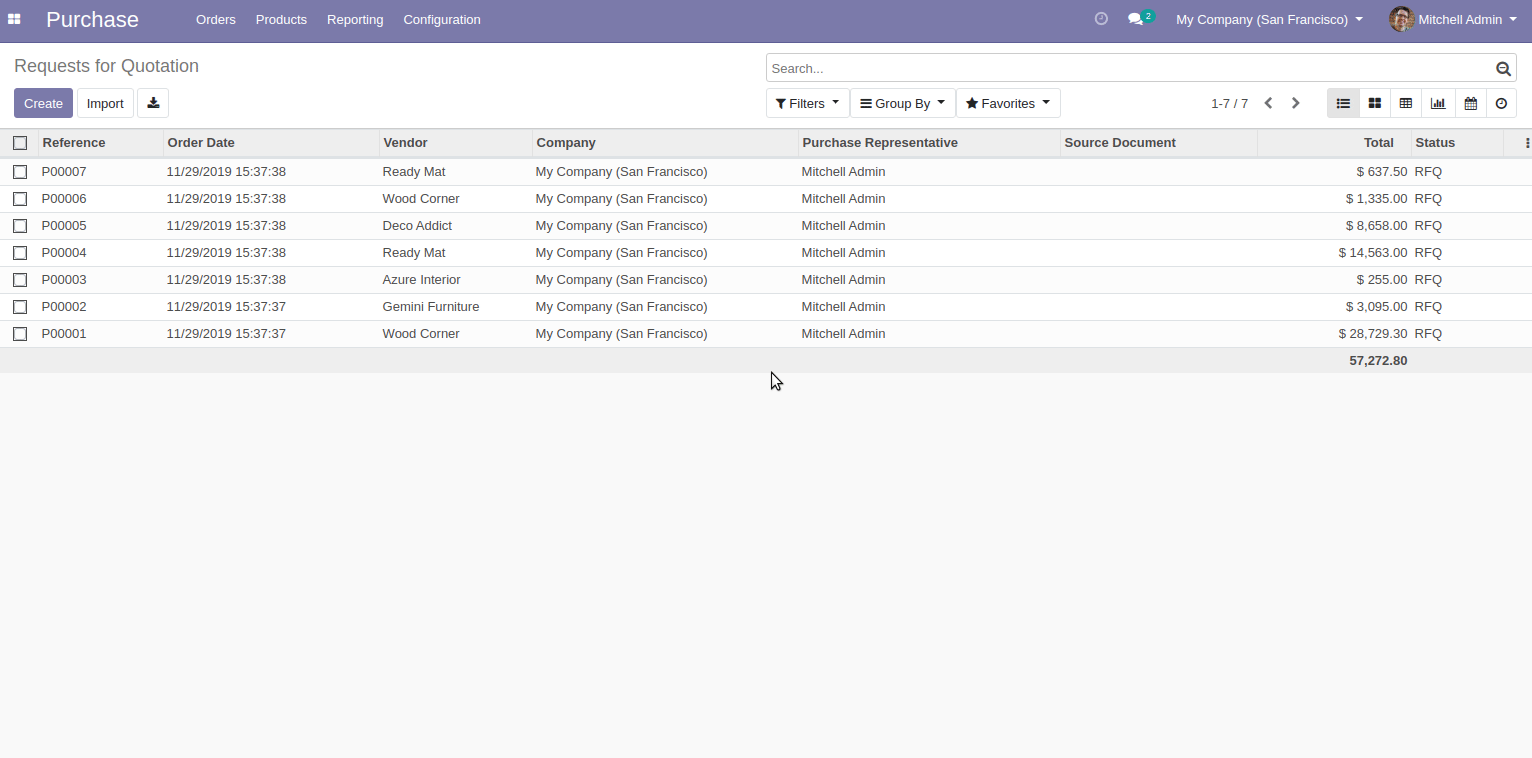 Purchase Orders Products Reporting Configuration 2 My Company (San Francisco) Mitchell Admin
Requests for Quotation Search...
Create Import Filters Group By Favorites 1-7 / 7
Reference Order Date Vendor Company Purchase Representative Source Document Total Status
P00007 11/29/2019 15:37:38 Ready Mat My Company (San Francisco) Mitchell Admin $ 637.50 RFQ
P00006 11/29/2019 15:37:38 Wood Corner My Company (San Francisco) Mitchell Admin $ 1,335.00 RFQ
P00005 11/29/2019 15:37:38 Deco Addict My Company (San Francisco) Mitchell Admin $ 8,658.00 RFQ
P00004 11/29/2019 15:37:38 Ready Mat My Company (San Francisco) Mitchell Admin $ 14,563.00 RFQ
P00003 11/29/2019 15:37:38 Azure Interior My Company (San Francisco) Mitchell Admin $ 255.00 RFQ
P00002 11/29/2019 15:37:37 Gemini Furniture My Company (San Francisco) Mitchell Admin $ 3,095.00 RFQ
P00001 11/29/2019 15:37:37 Wood Corner My Company (San Francisco) Mitchell Admin $ 28,729.30 RFQ
57,272.80